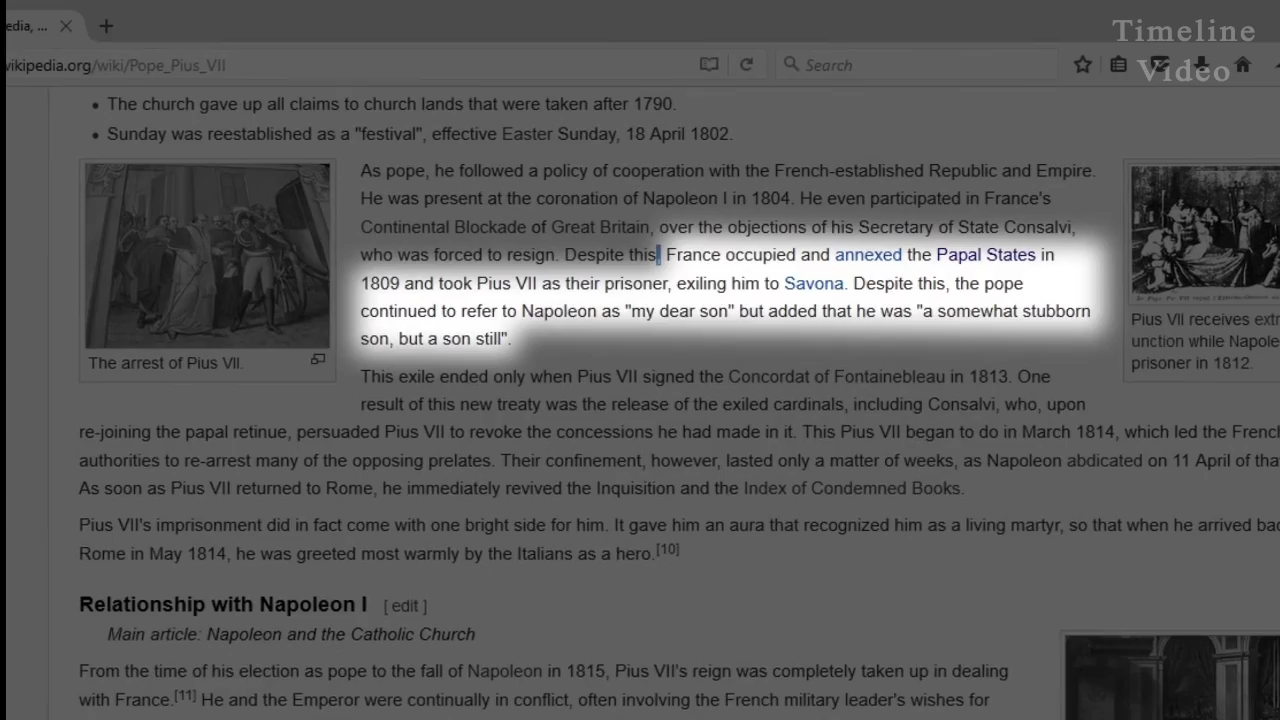 edia, ...
Timeline
Video
wikipedia.org/wiki/Pope_Pius_VII
Search
• The church gave up all claims to church lands that were taken after 1790.
• Sunday was reestablished as a "festival", effective Easter Sunday, 18 April 1802.
As pope, he followed a policy of cooperation with the French-established Republic and Empire.
He was present at the coronation of Napoleon I in 1804. He even participated in France's
Continental Blockade of Great Britain, over the objections of his Secretary of State Consalvi,
who was forced to resign. Despite this, France occupied and annexed the Papal States in
1809 and took Pius VII as their prisoner, exiling him to Savona. Despite this, the pope
continued to refer to Napoleon as "my dear son" but added that he was "a somewhat stubborn
son, but a son still".
The arrest of Pius VII.
Pius VII receives extr
unction while Napole
prisoner in 1812.
This exile ended only when Pius VII signed the Concordat of Fontainebleau in 1813. One
result of this new treaty was the release of the exiled cardinals, including Consalvi, who, upon
re-joining the papal retinue, persuaded Pius VII to revoke the concessions he had made in it. This Pius VII began to do in March 1814, which led the French
authorities to re-arrest many of the opposing prelates. Their confinement, however, lasted only a matter of weeks, as Napoleon abdicated on 11 April of tha
As soon as Pius VII returned to Rome, he immediately revived the Inquisition and the Index of Condemned Books.
Pius VII's imprisonment did in fact come with one bright side for him. It gave him an aura that recognized him as a living martyr, so that when he arrived bac
Rome in May 1814, he was greeted most warmly by the Italians as a hero.[10]
Relationship with Napoleon I [ edit ]
Main article: Napoleon and the Catholic Church
From the time of his election as pope to the fall of Napoleon in 1815, Pius VII's reign was completely taken up in dealing
with France.[11] He and the Emperor were continually in conflict, often involving the French military leader's wishes for